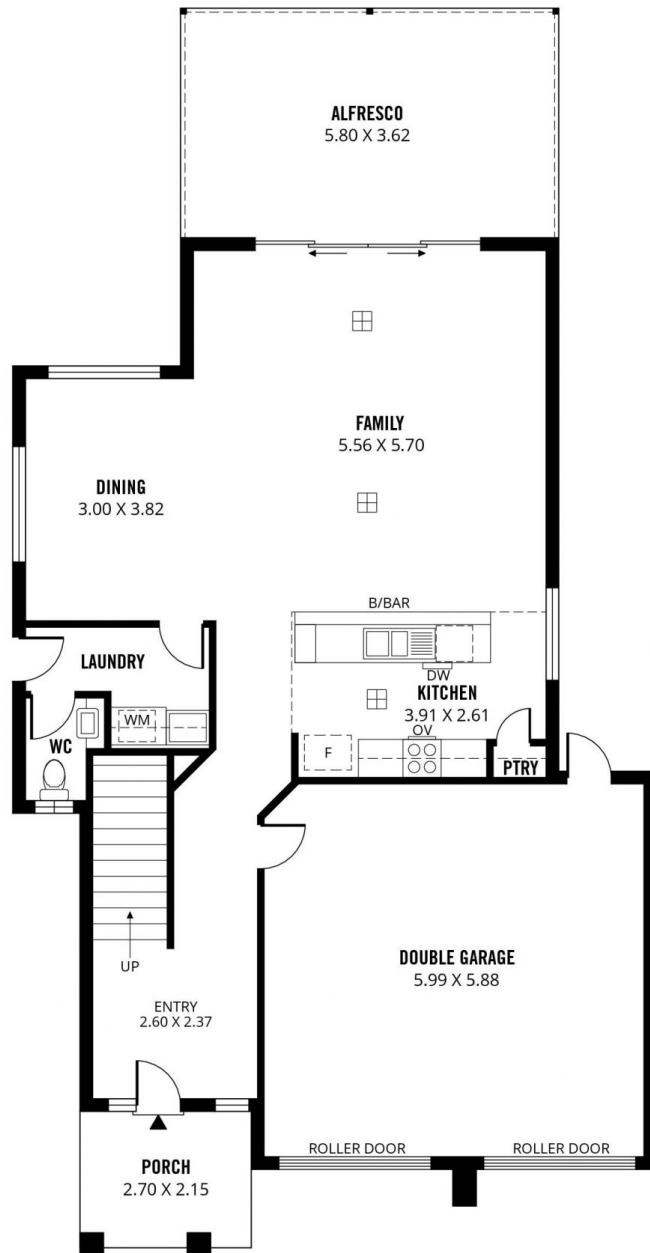 ALFRESCO
5.80 X 3.62
FAMILY
5.56 X 5.70
DINING
3.00 X 3.82
B/BAR
LAUNDRY
DW
KITCHEN
3.91 X 2.61
WM
OV
WC
F
PTRY
DOUBLE GARAGE
5.99 X 5.88
UP
ENTRY
2.60 X 2.37
ROLLER DOOR
ROLLER DOOR
PORCH
2.70 X 2.15